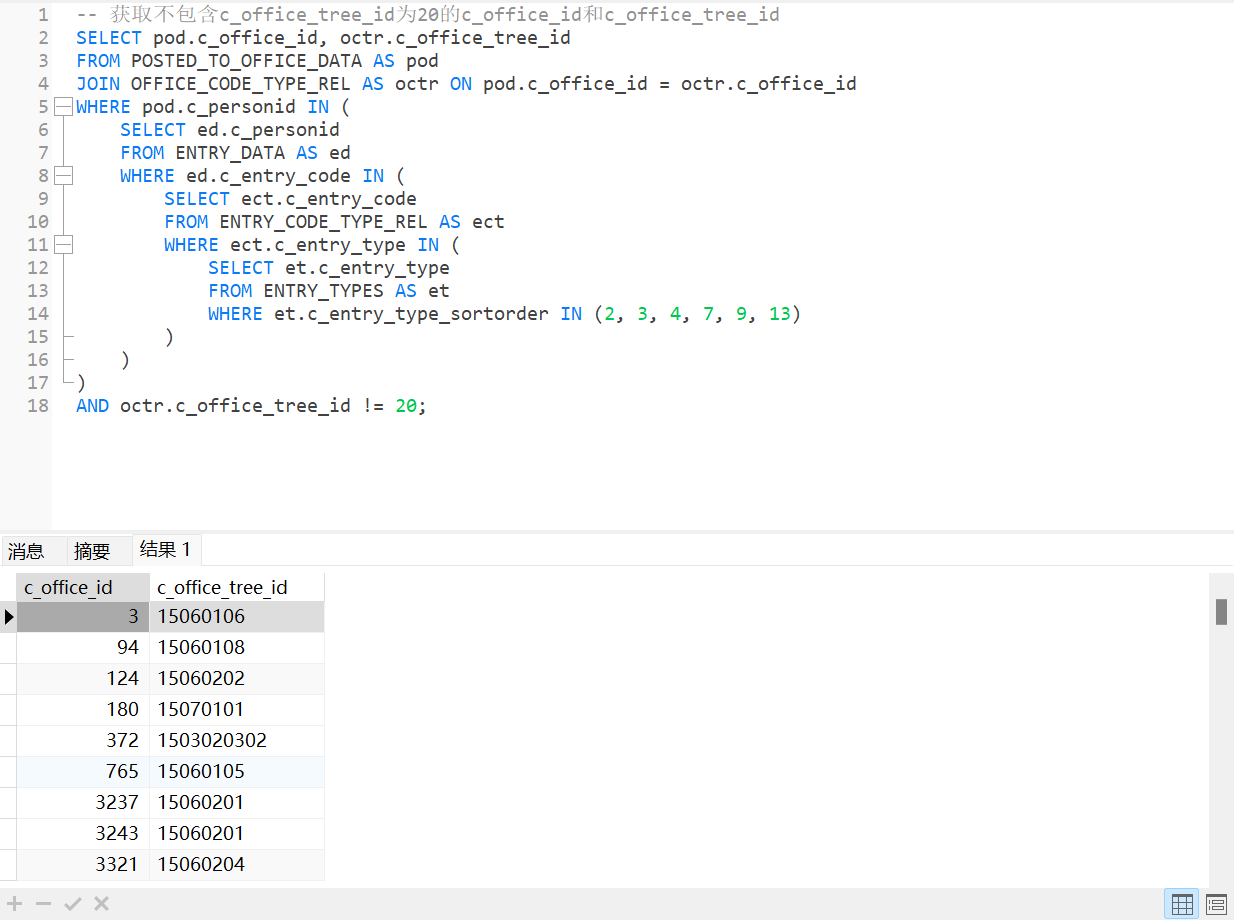 1 -- 获取不包含c_office_tree_id为20的c_office_id和c_office_tree_id
2 SELECT pod.c_office_id, octr.c_office_tree_id
3 FROM POSTED_TO_OFFICE_DATA AS pod
4 JOIN OFFICE_CODE_TYPE_REL AS octr ON pod.c_office_id = octr.c_office_id
5 WHERE pod.c_personid IN (
6 SELECT ed.c_personid
7 FROM ENTRY_DATA AS ed
8 WHERE ed.c_entry_code IN (
9 SELECT ect.c_entry_code
10 FROM ENTRY_CODE_TYPE_REL AS ect
11 WHERE ect.c_entry_type IN (
12 SELECT et.c_entry_type
13 FROM ENTRY_TYPES AS et
14 WHERE et.c_entry_type_sortorder IN (2, 3, 4, 7, 9, 13)
15 )
16 )
17 )
18 AND octr.c_office_tree_id != 20;
消息 摘要 结果 1
c_office_id c_office_tree_id
3 15060106
94 15060108
124 15060202
180 15070101
372 1503020302
765 15060105
3237 15060201
3243 15060201
3321 15060204